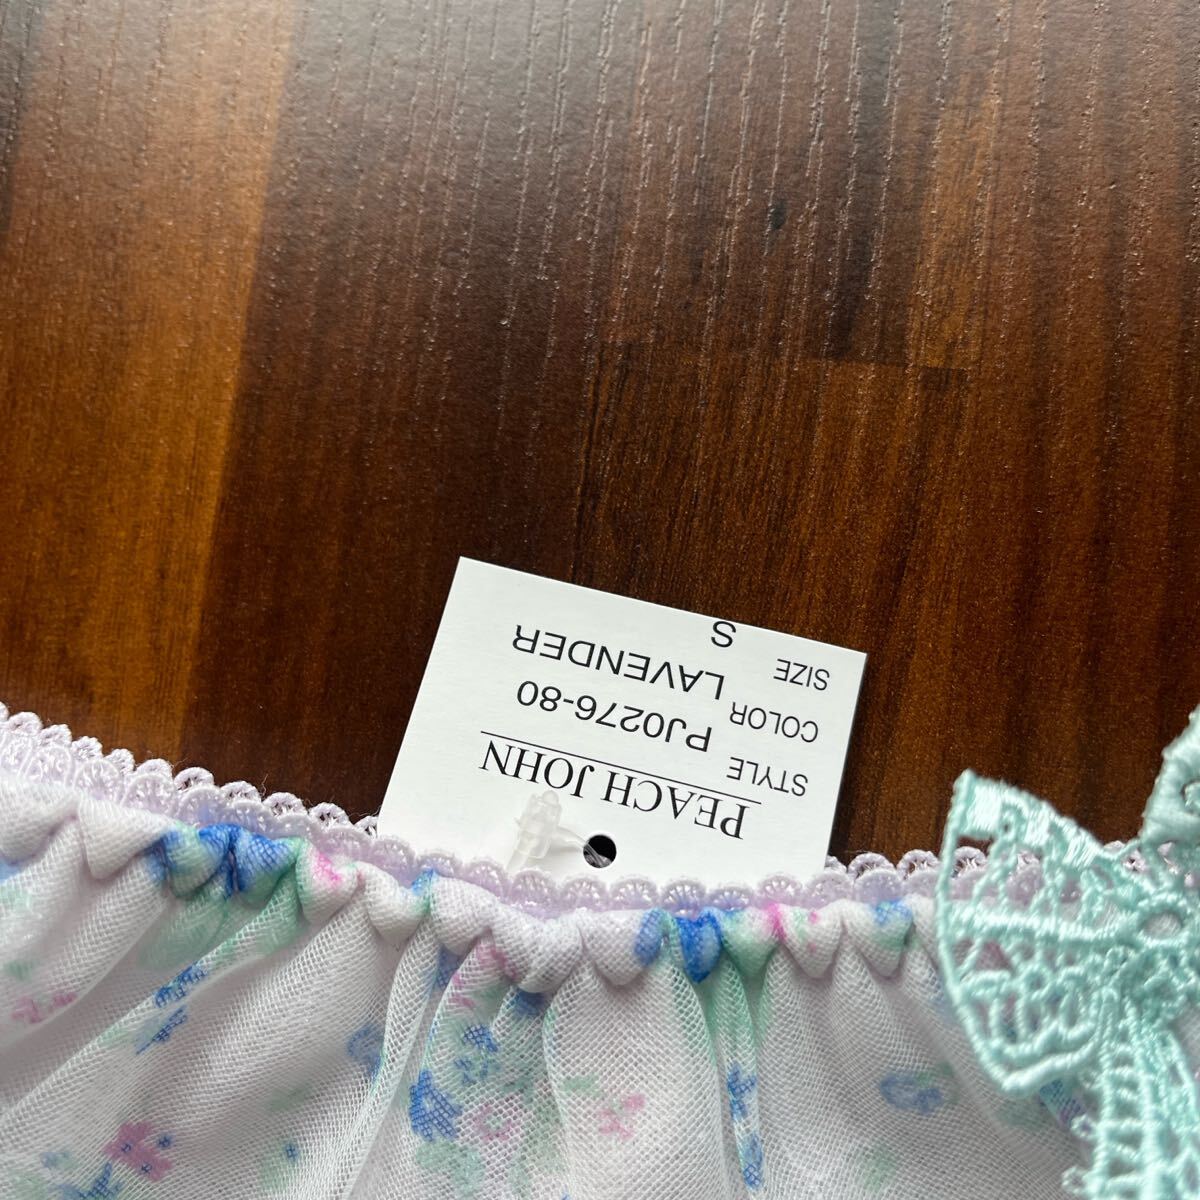 PEACH JOHN
STYLE PJ0276-80
COLOR LAVENDER
SIZE S